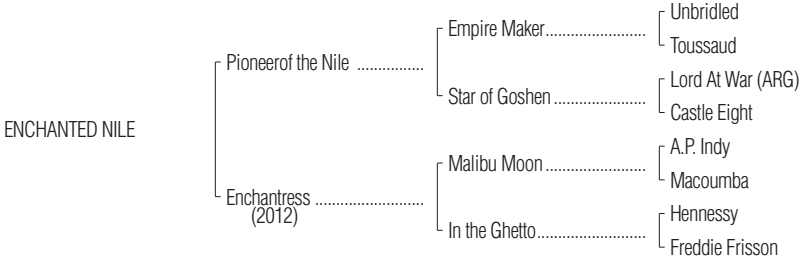 Unbridled
Empire Maker........................
Toussaud
Pioneerof the Nile ................
Lord At War (ARG)
Star of Goshen ......................
Castle Eight
ENCHANTED NILE
A.P. Indy
Malibu Moon ........................
Macoumba
Enchantress ..........................
(2012)
Hennessy
In the Ghetto..........................
Freddie Frisson